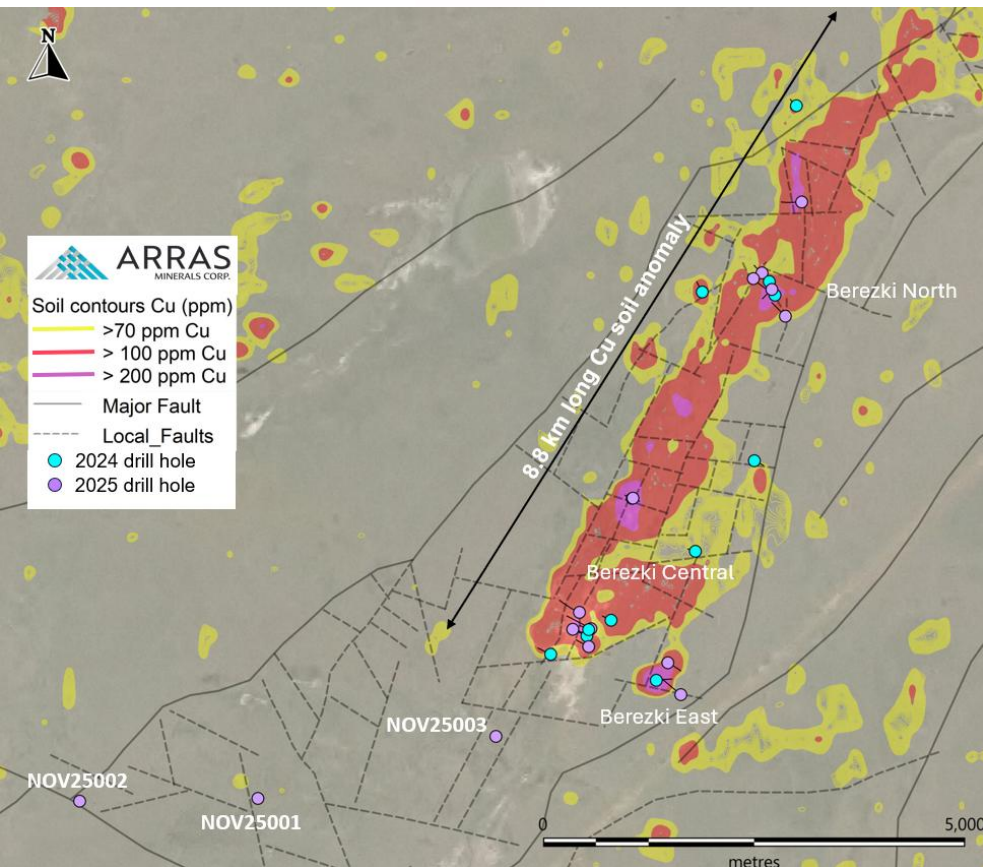 N
8.8 km long Cu soil anomaly
ARRAS
MINERALS CORP.
Soil contours Cu (ppm)
>70 ppm Cu
> 100 ppm Cu
> 200 ppm Cu
Major Fault
Local_Faults
2024 drill hole
2025 drill hole
Berezki North
Berezki Central
Berezki East
NOV25003
NOV25002
NOV25001
0
5,000
metres